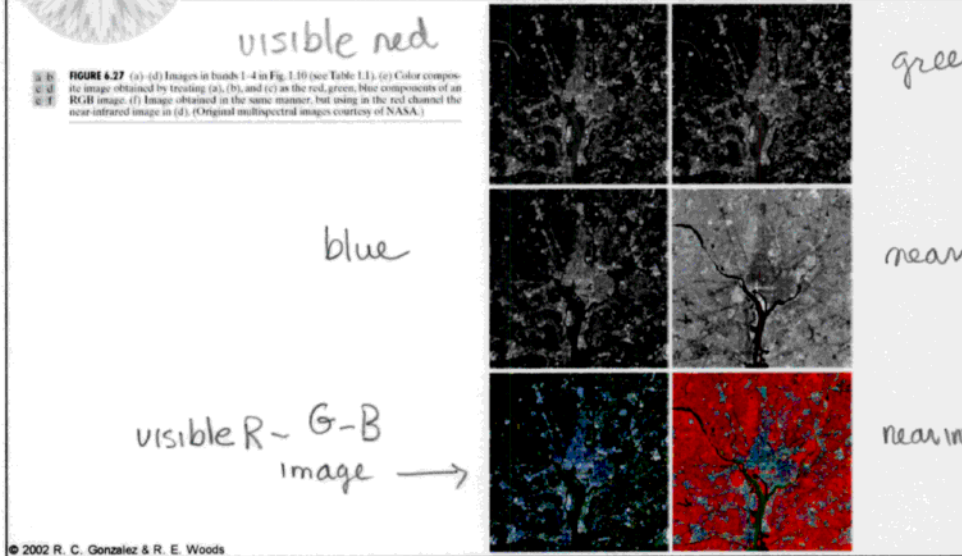 visible red
gree
a b
c d
e f
FIGURE 6.27 (a)–(d) Images in bands 1–4 in Fig. 1.10 (see Table 1.1). (e) Color compos-
ite image obtained by treating (a), (b), and (c) as the red, green, blue components of an
RGB image. (f) Image obtained in the same manner, but using in the red channel the
near-infrared image in (d). (Original multispectral images courtesy of NASA.)
blue
near
visible R - G-B
image
near in
© 2002 R. C. Gonzalez & R. E. Woods